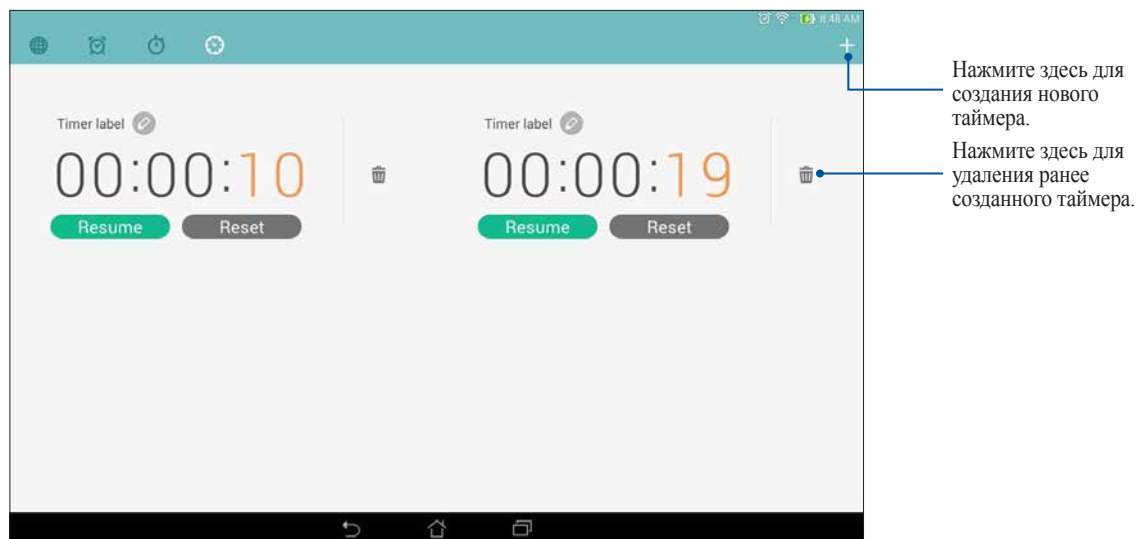 8:48 AM
Timer label
00:00:10
Resume Reset
Timer label
00:00:19
Resume Reset
Нажмите здесь для
создания нового
таймера.
Нажмите здесь для
удаления ранее
созданного таймера.